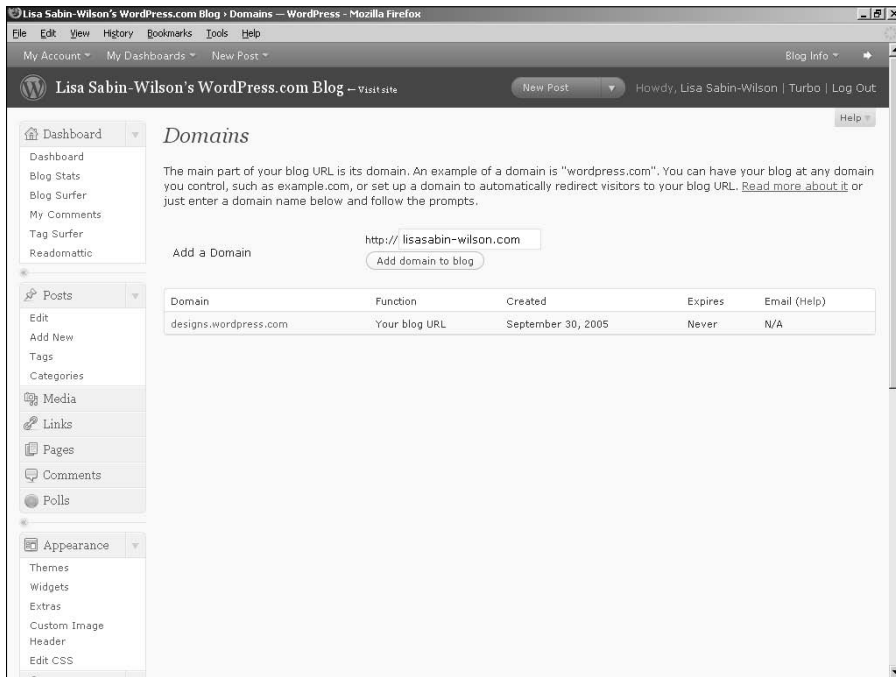 Lisa Sabin-Wilson's WordPress.com Blog › Domains — WordPress - Mozilla Firefox
File Edit View History Bookmarks Tools Help
My Account My Dashboards New Post Blog Info
Lisa Sabin-Wilson's WordPress.com Blog ← Visit site New Post Howdy, Lisa Sabin-Wilson | Turbo | Log Out
Help
Dashboard
Dashboard
Blog Stats
Blog Surfer
My Comments
Tag Surfer
Readomattic
Posts
Edit
Add New
Tags
Categories
Media
Links
Pages
Comments
Polls
Appearance
Themes
Widgets
Extras
Custom Image
Header
Edit CSS
Domains
The main part of your blog URL is its domain. An example of a domain is "wordpress.com". You can have your blog at any domain
you control, such as example.com, or set up a domain to automatically redirect visitors to your blog URL. Read more about it or
just enter a domain name below and follow the prompts.
Add a Domain http:// lisasabin-wilson.com
Add domain to blog
Domain Function Created Expires Email (Help)
designs.wordpress.com Your blog URL September 30, 2005 Never N/A